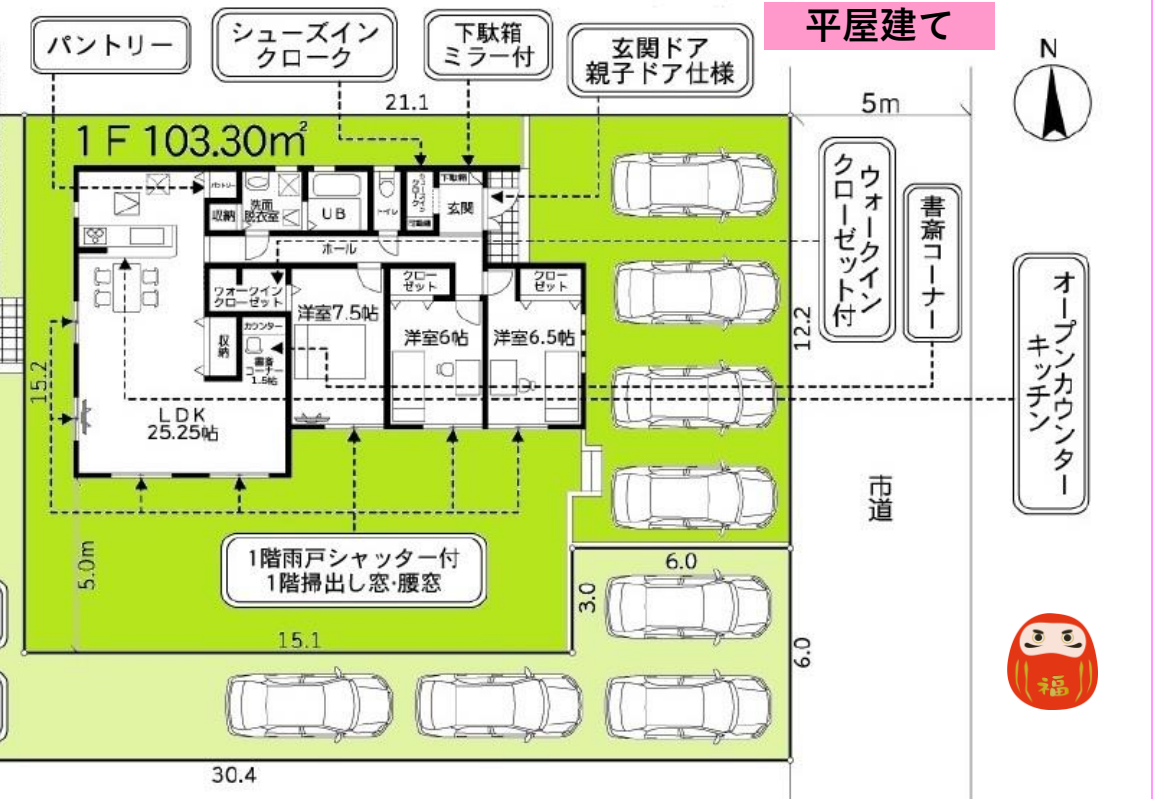 平屋建て
パントリー
シューズイン
クローク
下駄箱
ミラー付
玄関ドア
親子ドア仕様
N
21.1
5m
1F 103.30㎡
パントリー
収納
洗面
脱衣室
UB
トイレ
シューズイン
クローク
可動棚
下駄箱
玄関
ホール
ウォークイン
クローゼット
洋室7.5帖
クロー
ゼット
洋室6帖
クロー
ゼット
洋室6.5帖
収納
カウンター
書斎
コーナー
1.5帖
LDK
25.25帖
15.2
12.2
ウォークイン
クローゼット付
書斎コーナー
オープンカウンター
キッチン
市道
1階雨戸シャッター付
1階掃出し窓·腰窓
5.0m
15.1
3.0
6.0
6.0
30.4
福